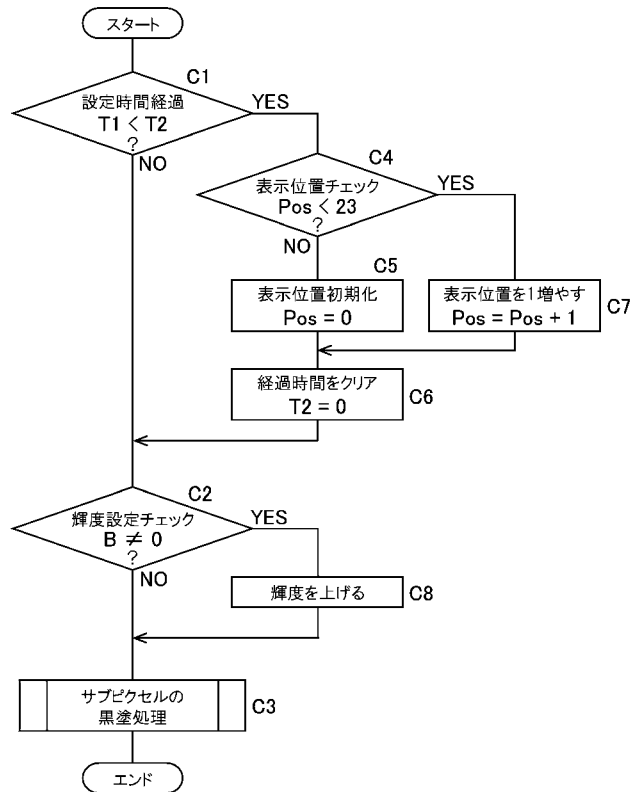 スタート
C1
設定時間経過
T1 < T2
?
YES
NO
C4
表示位置チェック
Pos < 23
?
YES
NO
C5
表示位置初期化
Pos = 0
表示位置を1増やす
Pos = Pos + 1
C7
経過時間をクリア
T2 = 0
C6
C2
輝度設定チェック
B ≠ 0
?
YES
NO
輝度を上げる
C8
サブピクセルの
黒塗処理
C3
エンド